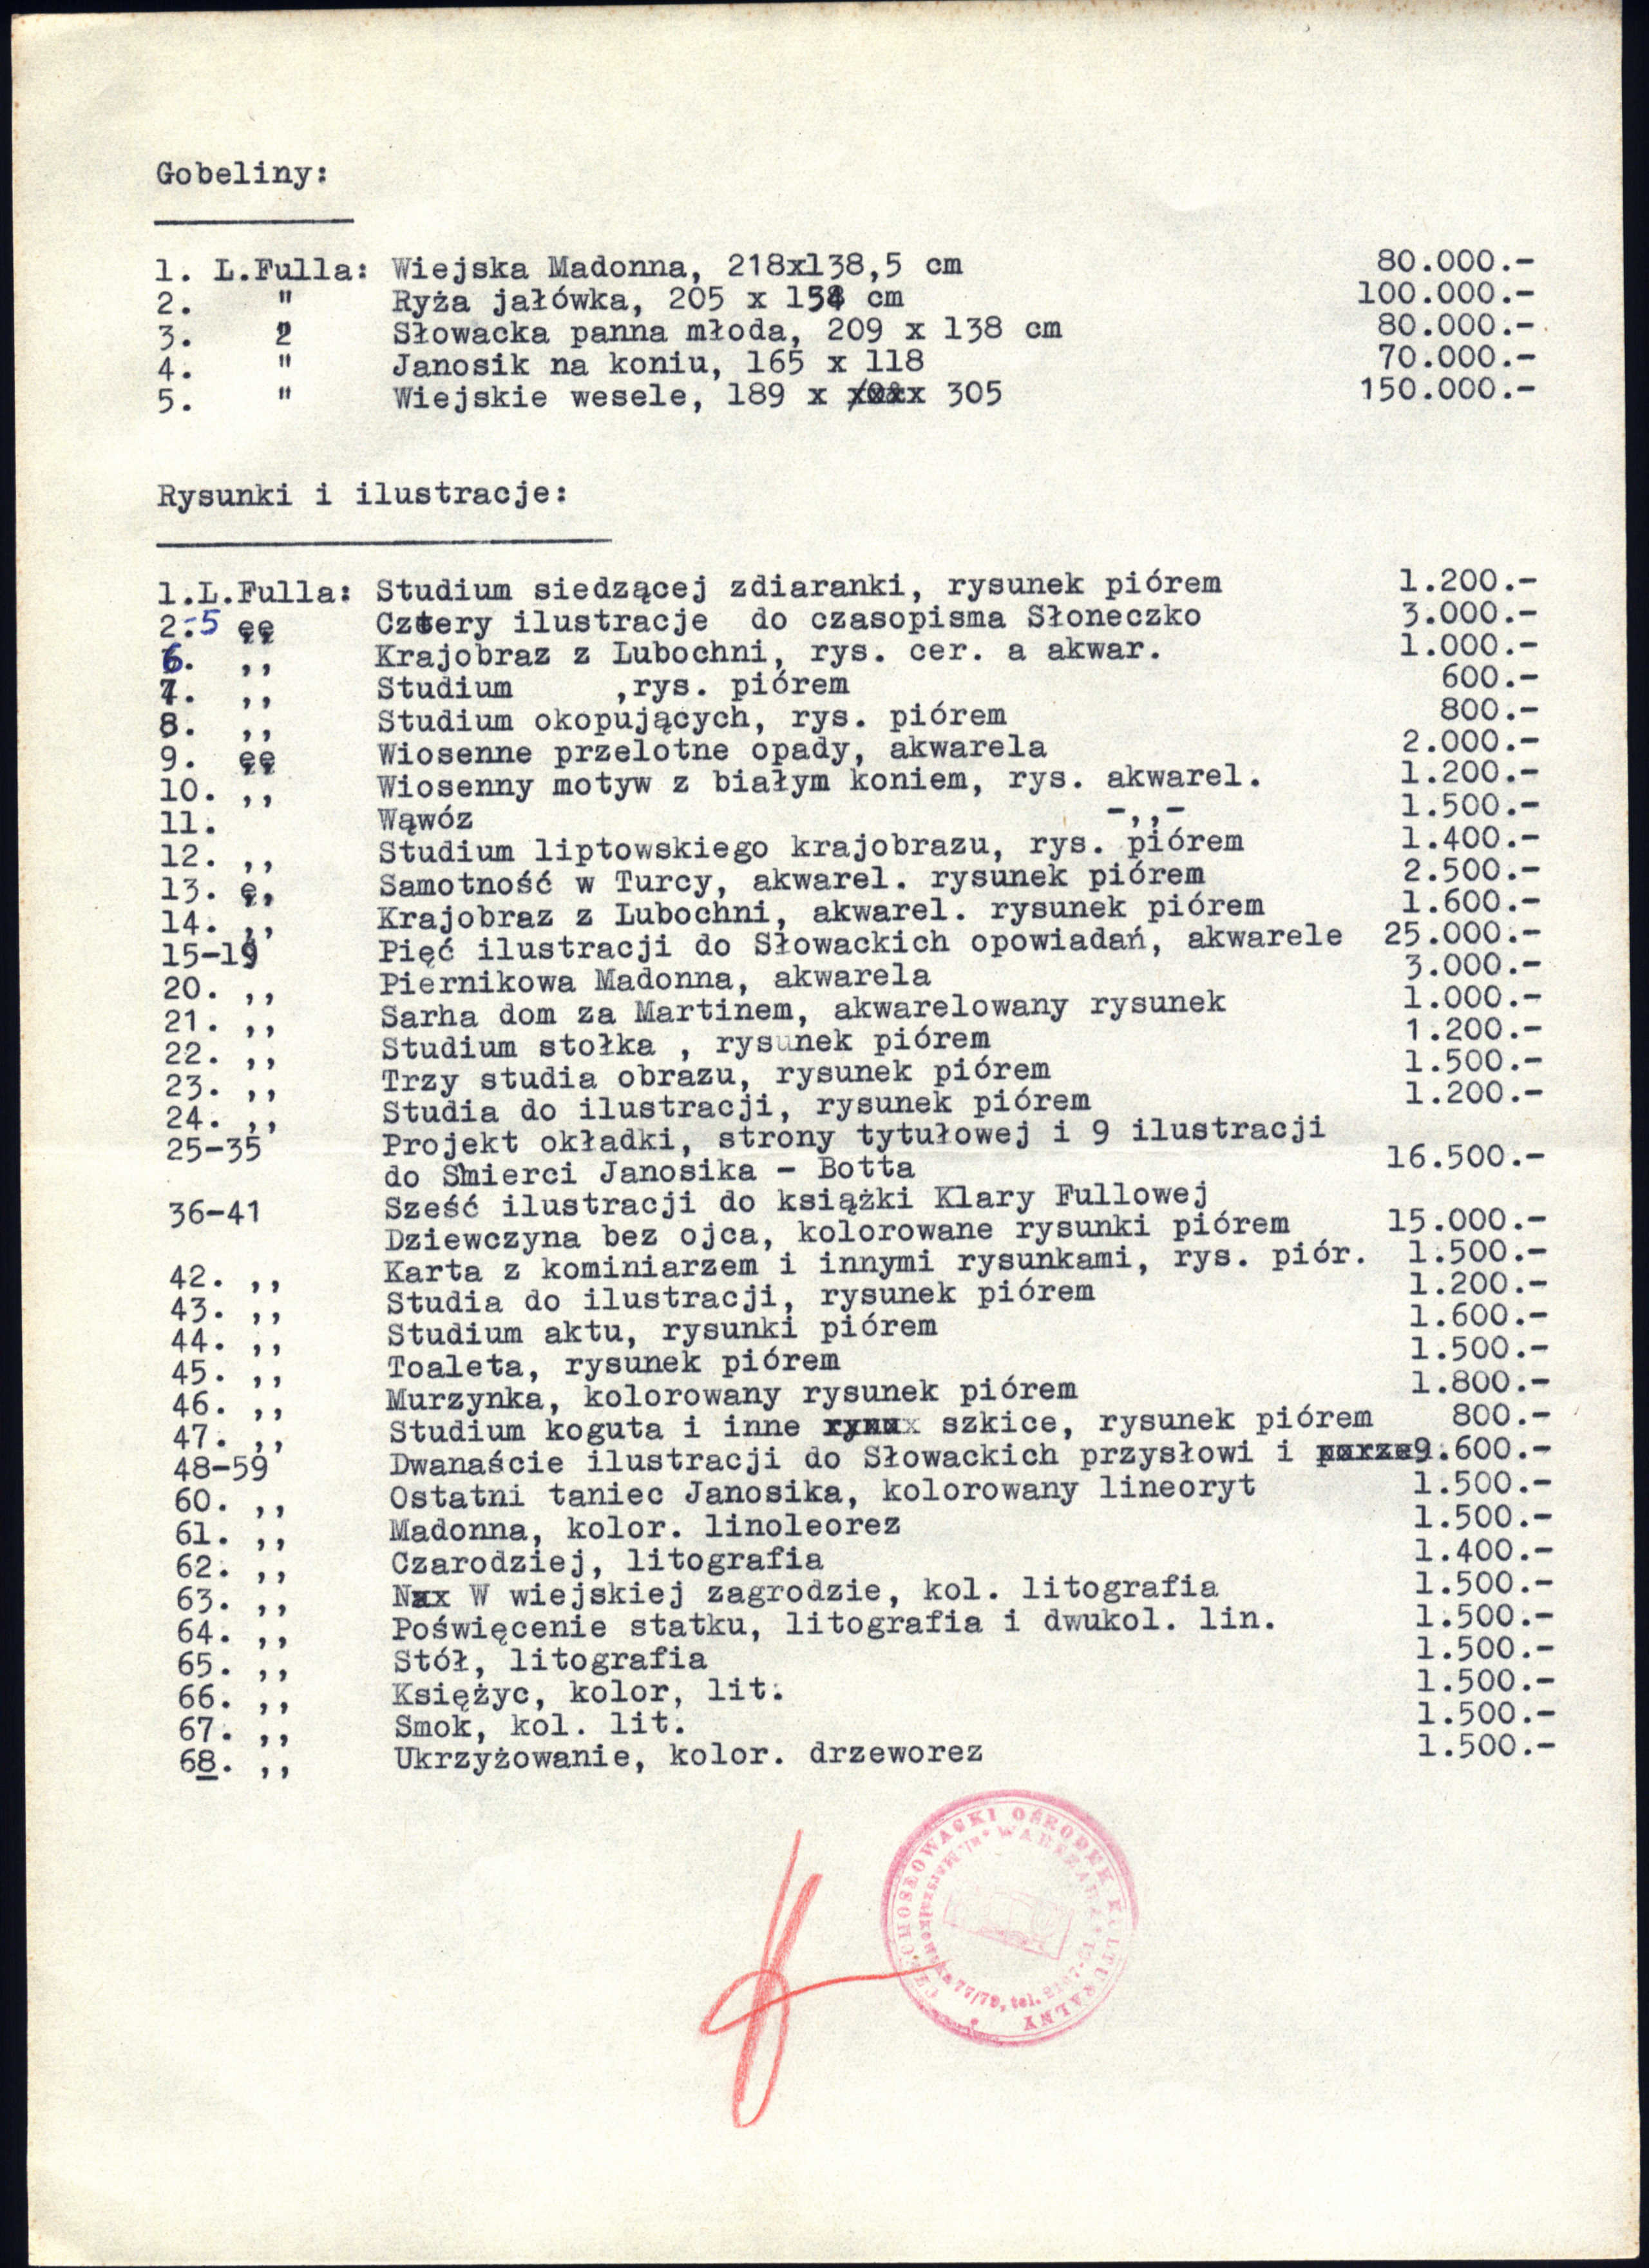 Gobeliny:
1. L.Fulla: Wiejska Madonna, 218x138,5 cm 80.000.-
2. " Ryża jałówka, 205 x cm 100.000.-
3. 2 Słowacka panna młoda, 209 x 138 cm 80.000.-
4. " Janosik na koniu, 165 x 118 70.000.-
5. " Wiejskie wesele, 189 x 305 150.000.-
Rysunki i ilustracje:
1.L.Fulla: Studium siedzącej zdiaranki, rysunek piórem 1.200.-
2.-5 ęę Cztery ilustracje do czasopisma Słoneczko 3.000.-
6. ,, Krajobraz z Lubochni, rys. cer. a akwar. 1.000.-
7. ,, Studium ,rys. piórem 600.-
8. ,, Studium okopujących, rys. piórem 800.-
9. ęę Wiosenne przelotne opady, akwarela 2.000.-
10. ,, Wiosenny motyw z białym koniem, rys. akwarel. 1.200.-
11. Wąwóz -,,- 1.500.-
12. ,, Studium liptowskiego krajobrazu, rys. piórem 1.400.-
13. ę, Samotność w Turcy, akwarel. rysunek piórem 2.500.-
14. ,, Krajobraz z Lubochni, akwarel. rysunek piórem 1.600.-
15-19 Pięć ilustracji do Słowackich opowiadań, akwarele 25.000.-
20. ,, Piernikowa Madonna, akwarela 3.000.-
21. ,, Sarha dom za Martinem, akwarelowany rysunek 1.000.-
22. ,, Studium stołka , rysunek piórem 1.200.-
23. ,, Trzy studia obrazu, rysunek piórem 1.500.-
24. ,, Studia do ilustracji, rysunek piórem 1.200.-
25-35 Projekt okładki, strony tytułowej i 9 ilustracji
do Śmierci Janosika - Botta 16.500.-
36-41 Sześć ilustracji do książki Klary Fullowej
Dziewczyna bez ojca, kolorowane rysunki piórem 15.000.-
42. ,, Karta z kominiarzem i innymi rysunkami, rys. piór. 1.500.-
43. ,, Studia do ilustracji, rysunek piórem 1.200.-
44. ,, Studium aktu, rysunki piórem 1.600.-
45. ,, Toaleta, rysunek piórem 1.500.-
46. ,, Murzynka, kolorowany rysunek piórem 1.800.-
47. ,, Studium koguta i inne szkice, rysunek piórem 800.-
48-59 Dwanaście ilustracji do Słowackich przysłowi i 9.600.-
60. ,, Ostatni taniec Janosika, kolorowany lineoryt 1.500.-
61. ,, Madonna, kolor. linoleorez 1.500.-
62. ,, Czarodziej, litografia 1.400.-
63. ,, W wiejskiej zagrodzie, kol. litografia 1.500.-
64. ,, Poświęcenie statku, litografia i dwukol. lin. 1.500.-
65. ,, Stół, litografia 1.500.-
66. ,, Księżyc, kolor, lit. 1.500.-
67. ,, Smok, kol. lit. 1.500.-
68. ,, Ukrzyżowanie, kolor. drzeworez 1.500.-
CZECHOSŁOWACKI OŚRODEK KULTURALNY
WARSZAWA
ul. Marszałkowska 77/79, tel.